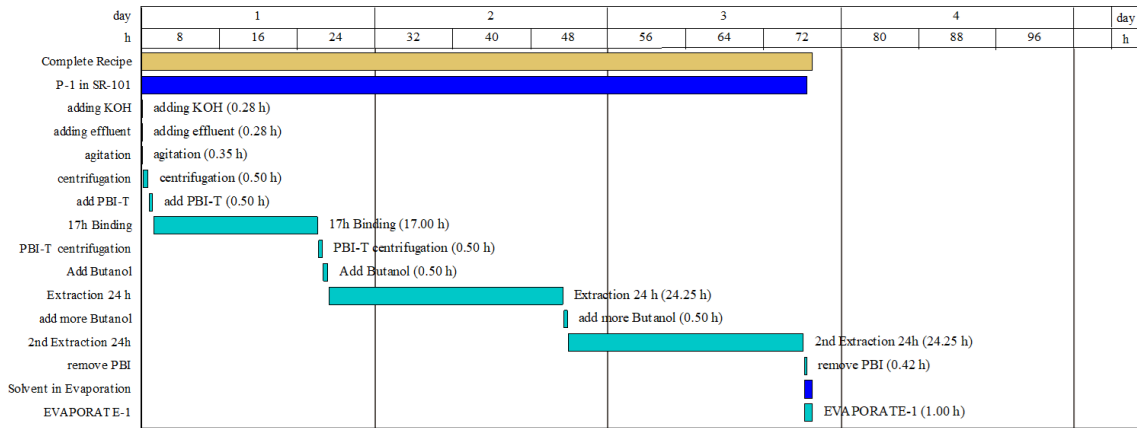 day 1 2 3 4 day
h 8 16 24 32 40 48 56 64 72 80 88 96 h
Complete Recipe
P-1 in SR-101
adding KOH adding KOH (0.28 h)
adding effluent adding effluent (0.28 h)
agitation agitation (0.35 h)
centrifugation centrifugation (0.50 h)
add PBI-T add PBI-T (0.50 h)
17h Binding 17h Binding (17.00 h)
PBI-T centrifugation PBI-T centrifugation (0.50 h)
Add Butanol Add Butanol (0.50 h)
Extraction 24 h Extraction 24 h (24.25 h)
add more Butanol add more Butanol (0.50 h)
2nd Extraction 24h 2nd Extraction 24h (24.25 h)
remove PBI remove PBI (0.42 h)
Solvent in Evaporation
EVAPORATE-1 EVAPORATE-1 (1.00 h)